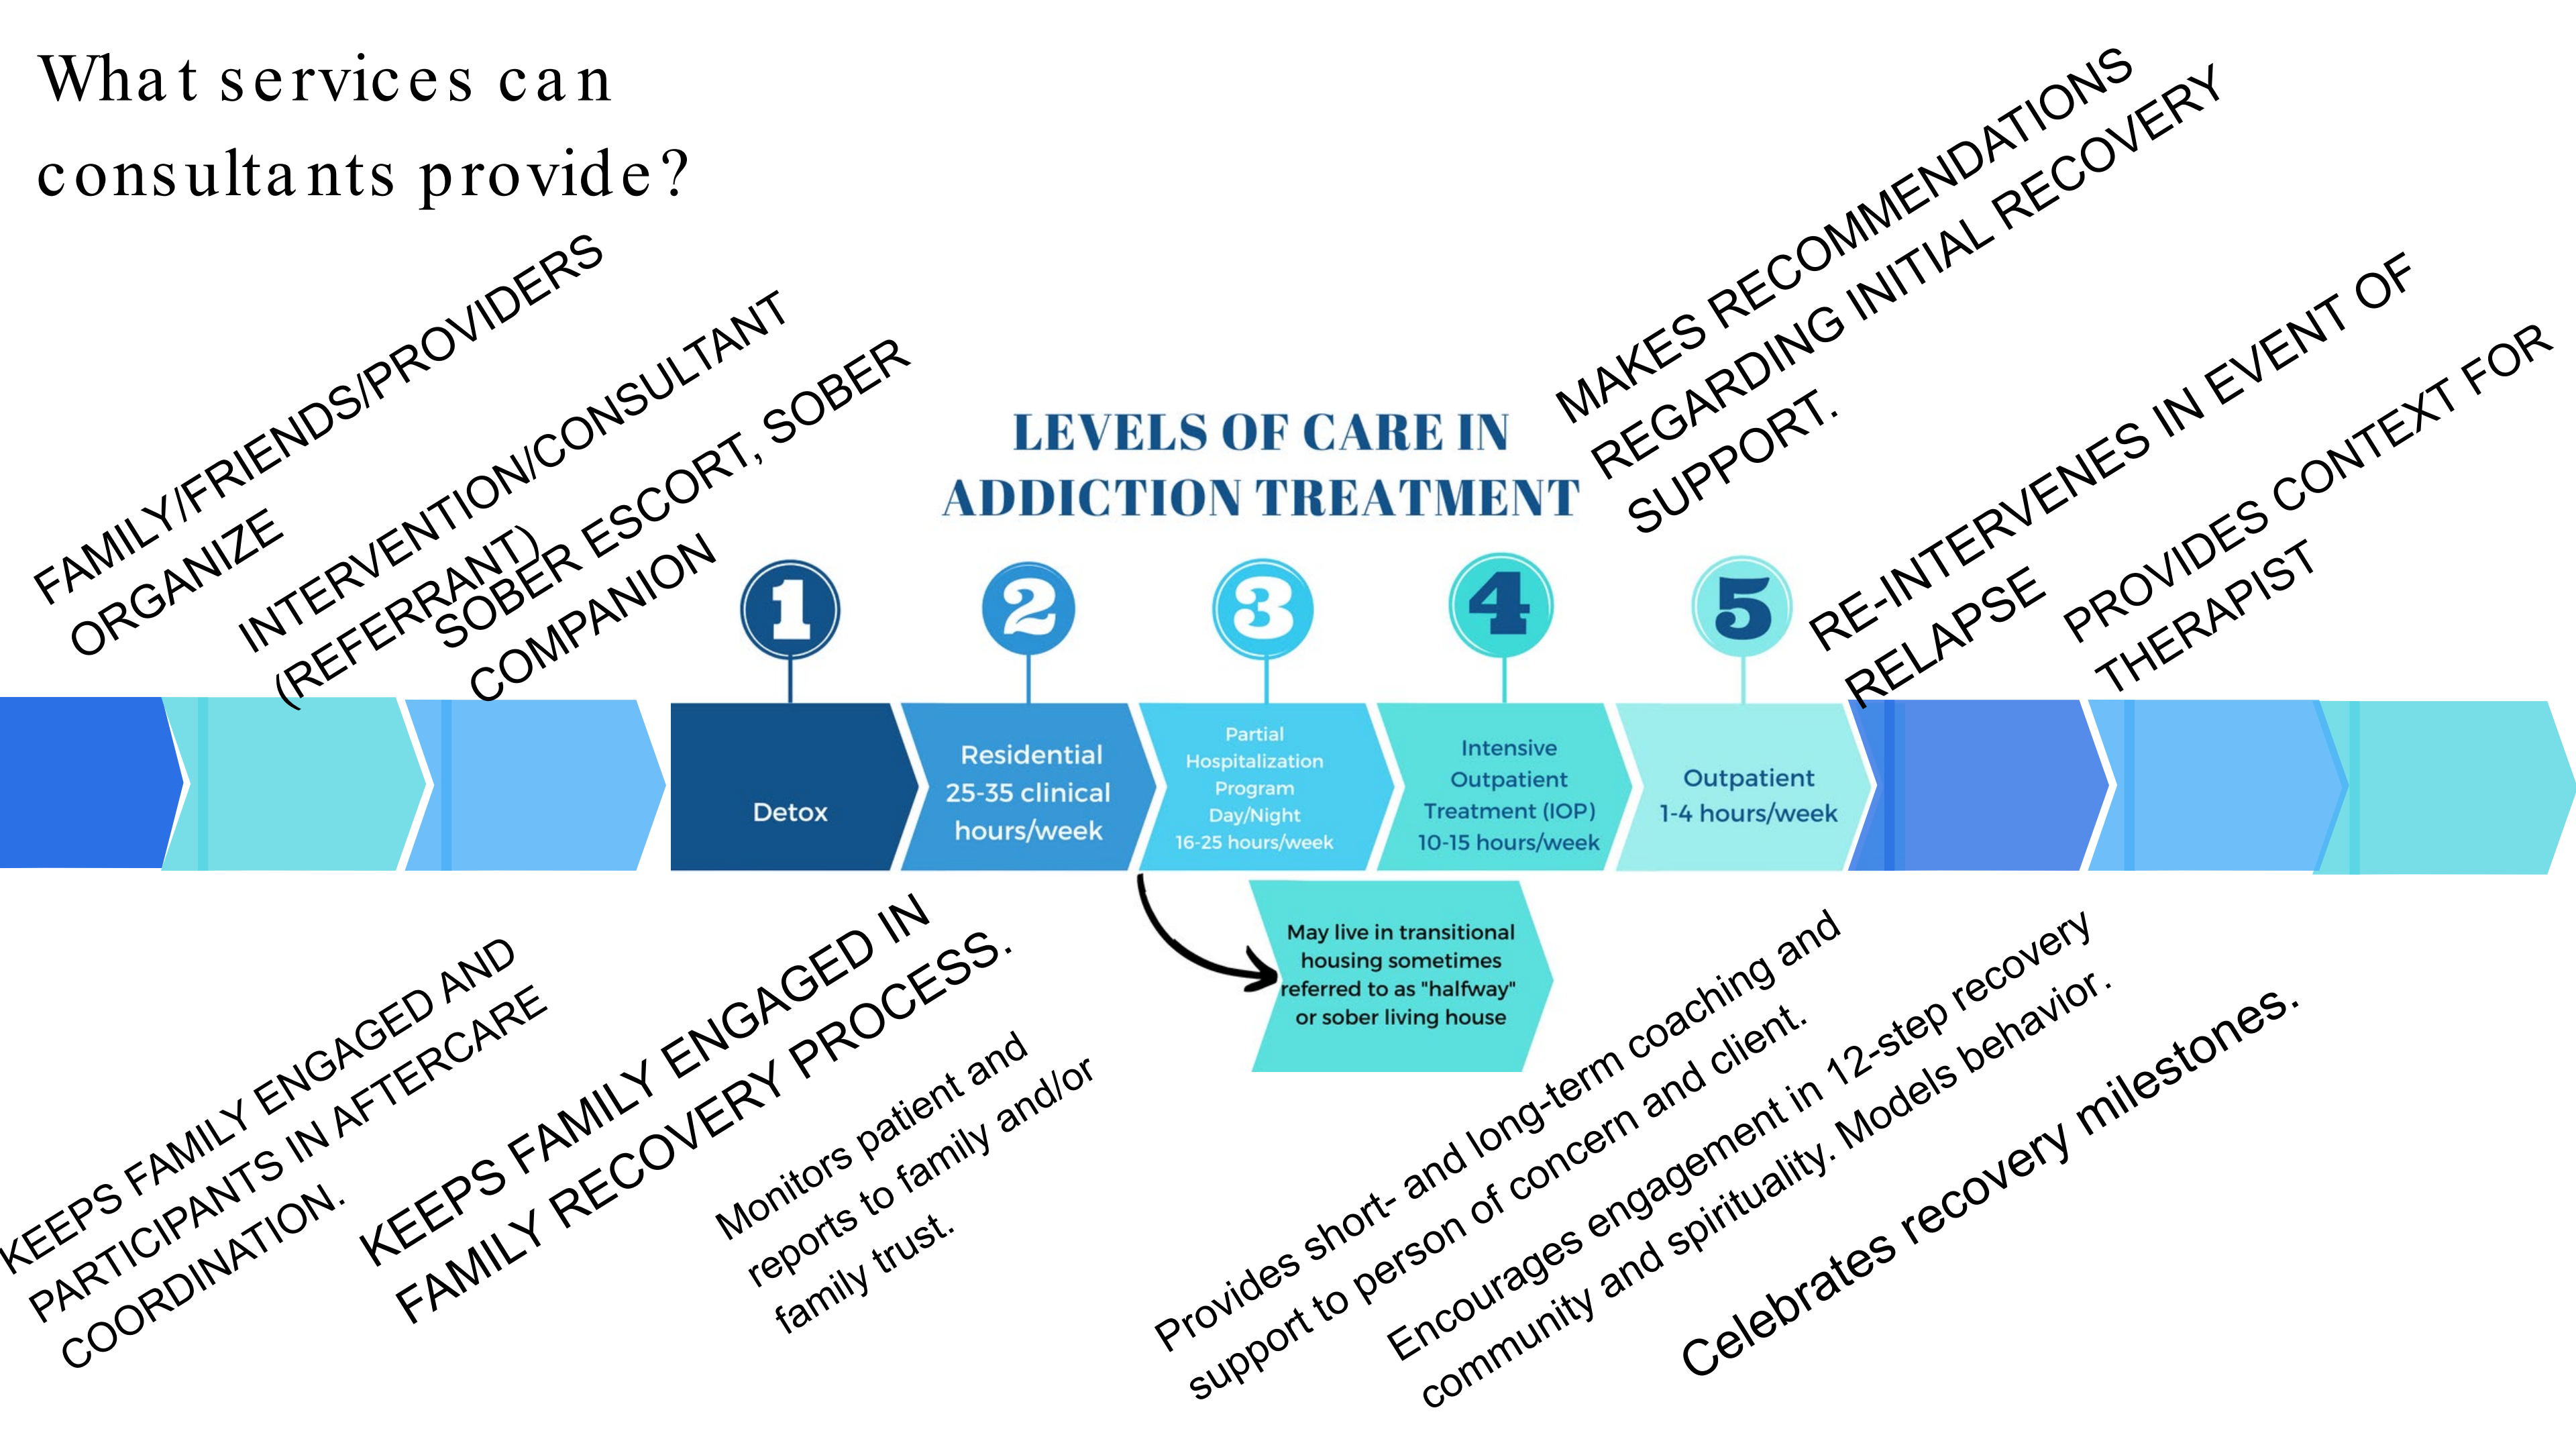 What services can
consultants provide?
FAMILY/FRIENDS/PROVIDERS
ORGANIZE
INTERVENTION/CONSULTANT
(REFERRANT)
SOBER ESCORT, SOBER
COMPANION
LEVELS OF CARE IN
ADDICTION TREATMENT
MAKES RECOMMENDATIONS
REGARDING INITIAL RECOVERY
SUPPORT.
RE-INTERVENES IN EVENT OF
RELAPSE
PROVIDES CONTEXT FOR
THERAPIST
1
2
3
4
5
Detox
Residential
25-35 clinical
hours/week
Partial
Hospitalization
Program
Day/Night
16-25 hours/week
Intensive
Outpatient
Treatment (IOP)
10-15 hours/week
Outpatient
1-4 hours/week
May live in transitional
housing sometimes
referred to as "halfway"
or sober living house
KEEPS FAMILY ENGAGED AND
PARTICIPANTS IN AFTERCARE
COORDINATION.
KEEPS FAMILY ENGAGED IN
FAMILY RECOVERY PROCESS.
Monitors patient and
reports to family and/or
family trust.
Provides short- and long-term coaching and
support to person of concern and client.
Encourages engagement in 12-step recovery
community and spirituality. Models behavior.
Celebrates recovery milestones.